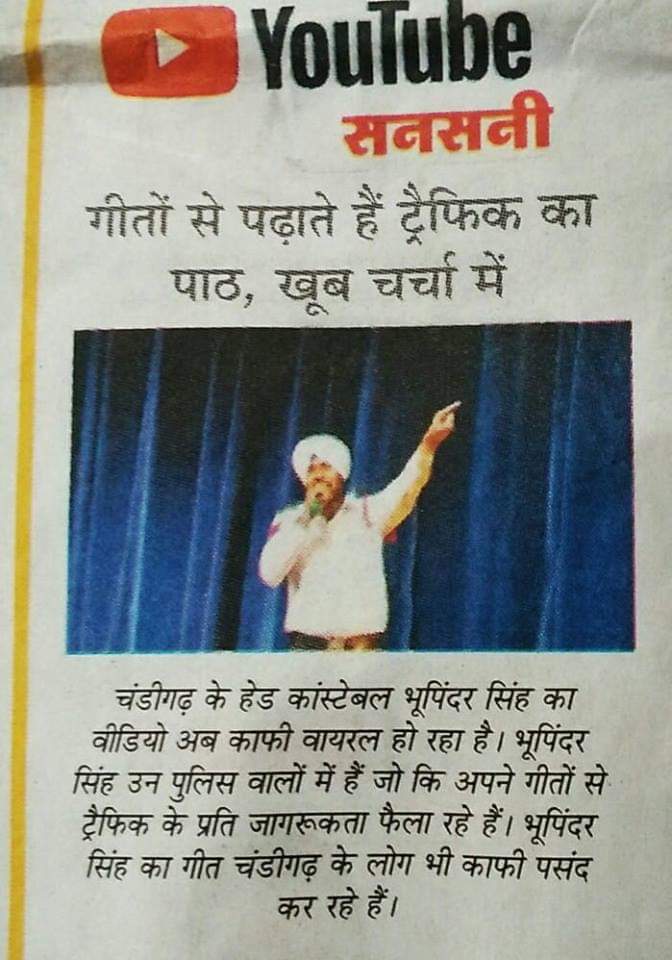 YouTube
सनसनी
गीतों से पढ़ाते हैं ट्रैफिक का
पाठ, खूब चर्चा में
चंडीगढ़ के हेड कांस्टेबल भूपिंदर सिंह का
वीडियो अब काफी वायरल हो रहा है। भूपिंदर
सिंह उन पुलिस वालों में हैं जो कि अपने गीतों से
ट्रैफिक के प्रति जागरूकता फैला रहे हैं। भूपिंदर
सिंह का गीत चंडीगढ़ के लोग भी काफी पसंद
कर रहे हैं।